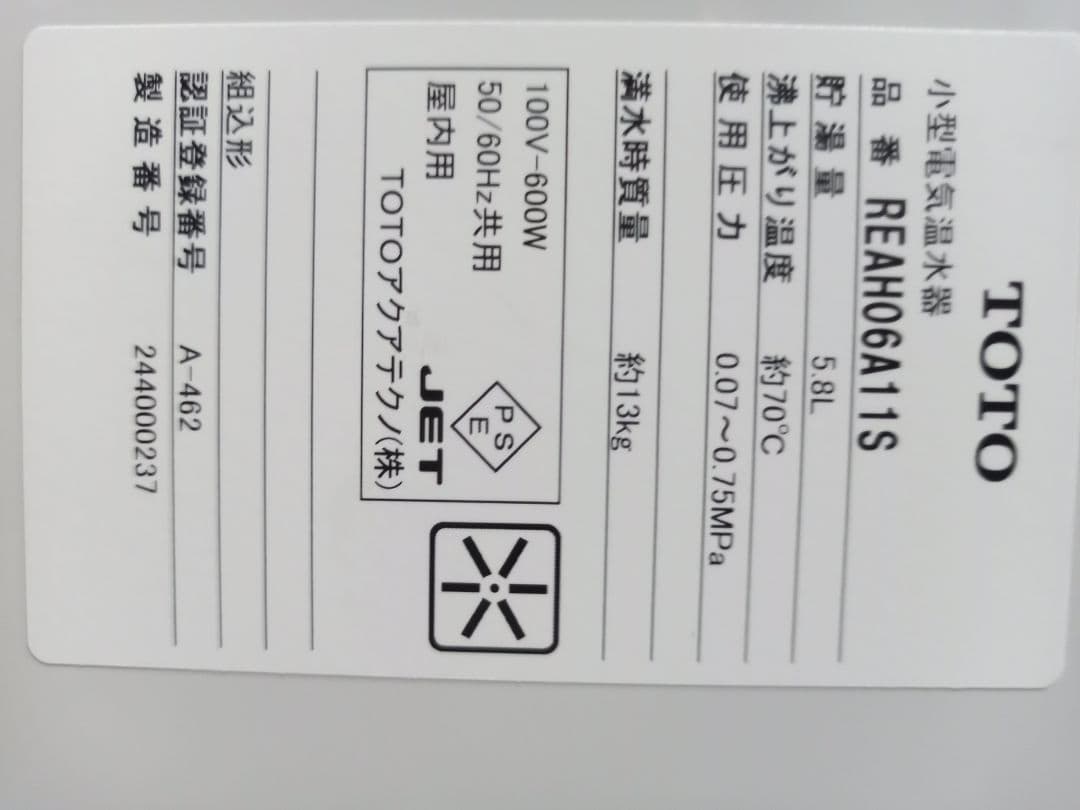 TOTO
小型電気温水器
品番 REAH06A11S
貯湯量 5.8L
沸上がり温度 約70℃
使用圧力 0.07～0.75MPa
満水時質量 約13kg
100V-600W
50/60Hz共用
屋内用
PSE
JET
TOTOアクアテクノ(株)
組込形
認証登録番号 A-462
製造番号 244000237